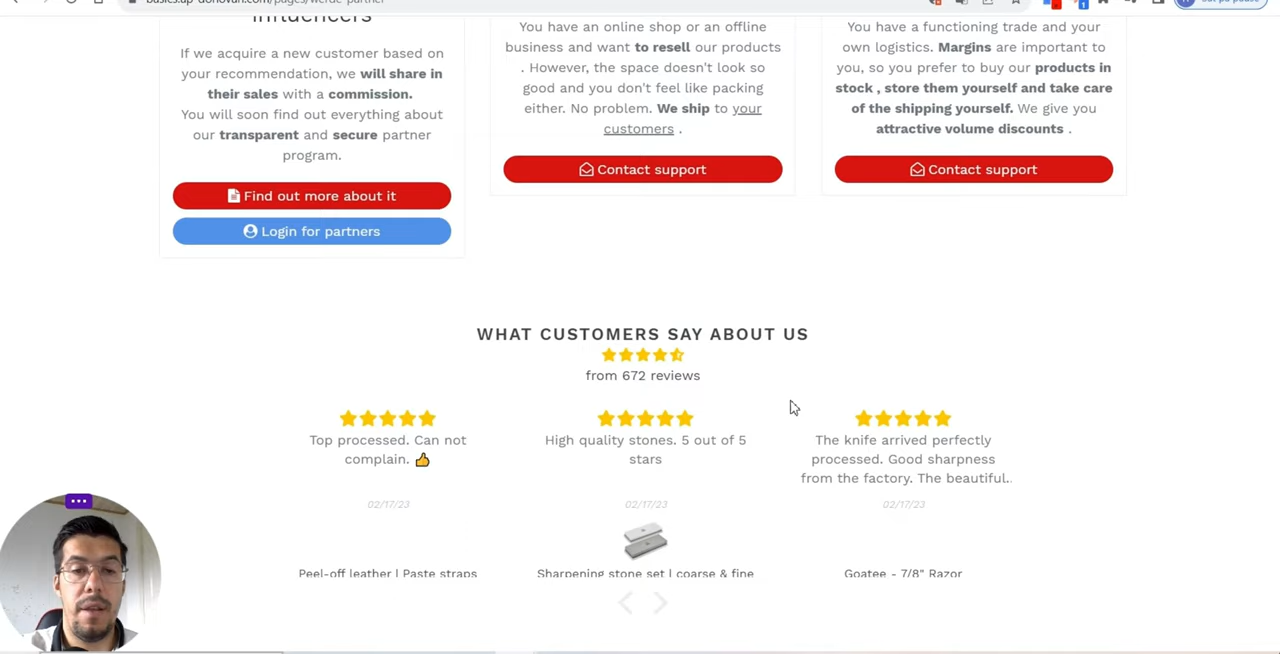 basics.ap-donovan.com/pages/werde-partner
influencers
If we acquire a new customer based on
your recommendation, we will share in
their sales with a commission.
You will soon find out everything about
our transparent and secure partner
program.
Find out more about it
Login for partners
You have an online shop or an offline
business and want to resell our products
. However, the space doesn't look so
good and you don't feel like packing
either. No problem. We ship to your
customers .
Contact support
You have a functioning trade and your
own logistics. Margins are important to
you, so you prefer to buy our products in
stock , store them yourself and take care
of the shipping yourself. We give you
attractive volume discounts .
Contact support
WHAT CUSTOMERS SAY ABOUT US
from 672 reviews
Top processed. Can not
complain. 👍
02/17/23
Peel-off leather | Paste straps
High quality stones. 5 out of 5
stars
02/17/23
Sharpening stone set | coarse & fine
The knife arrived perfectly
processed. Good sharpness
from the factory. The beautiful..
02/17/23
Goatee - 7/8" Razor